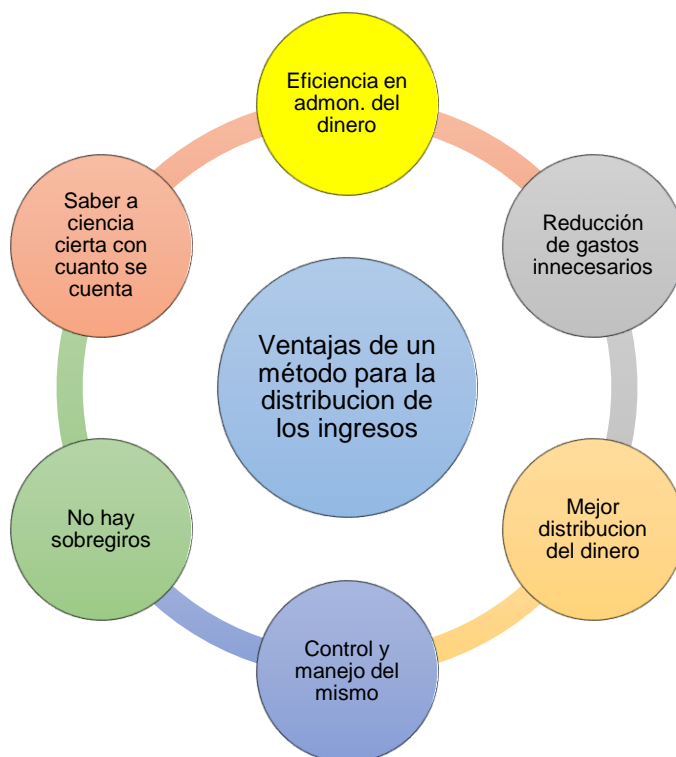 Eficiencia en
admon. del
dinero
Reducción
de gastos
innecesarios
Mejor
distribucion
del dinero
Control y
manejo del
mismo
No hay
sobregiros
Saber a
ciencia
cierta con
cuanto se
cuenta
Ventajas de un
método para la
distribucion de
los ingresos